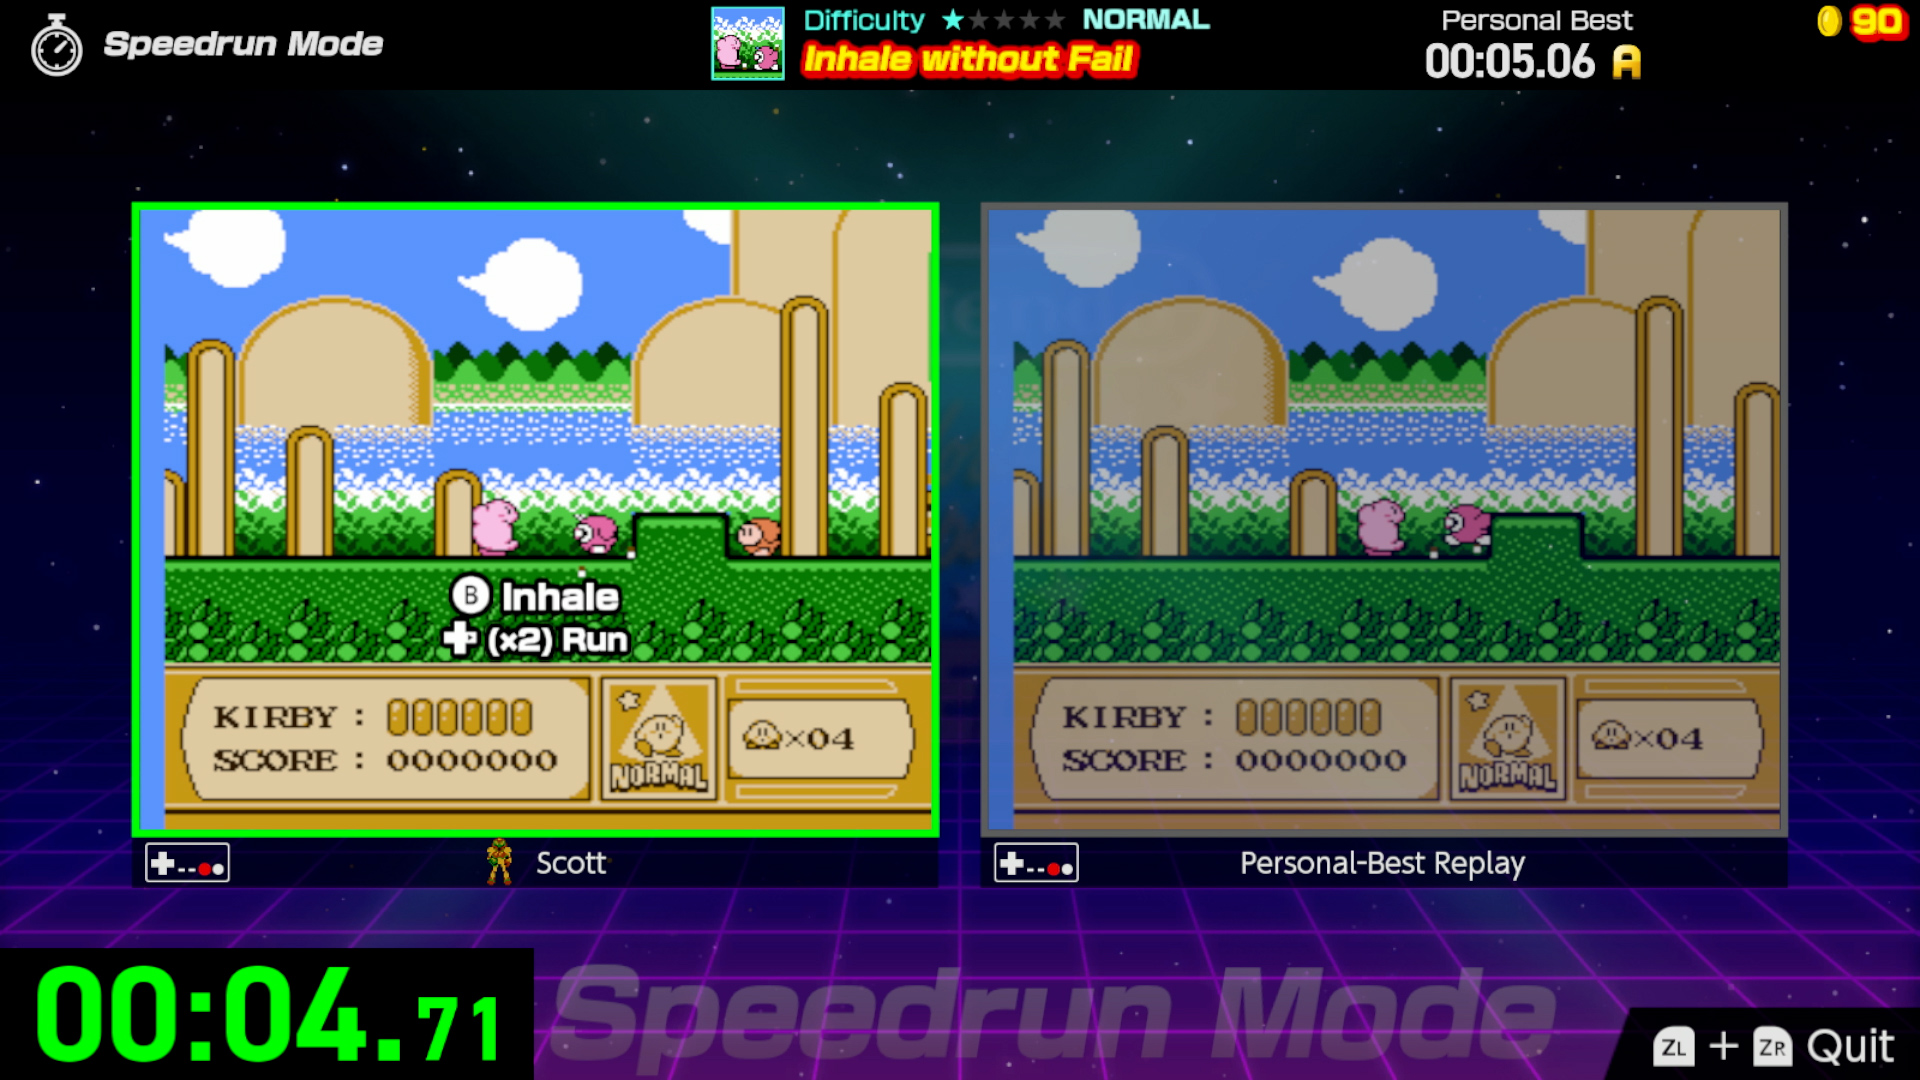 Speedrun Mode
Difficulty ★★★★★ NORMAL
Inhale without Fail
Personal Best
00:05.06 A
90
B Inhale
(x2) Run
KIRBY :
SCORE : 0000000
NORMAL
×04
KIRBY :
SCORE : 0000000
NORMAL
×04
Scott
Personal-Best Replay
00:04.71
Speedrun Mode
ZL + ZR Quit